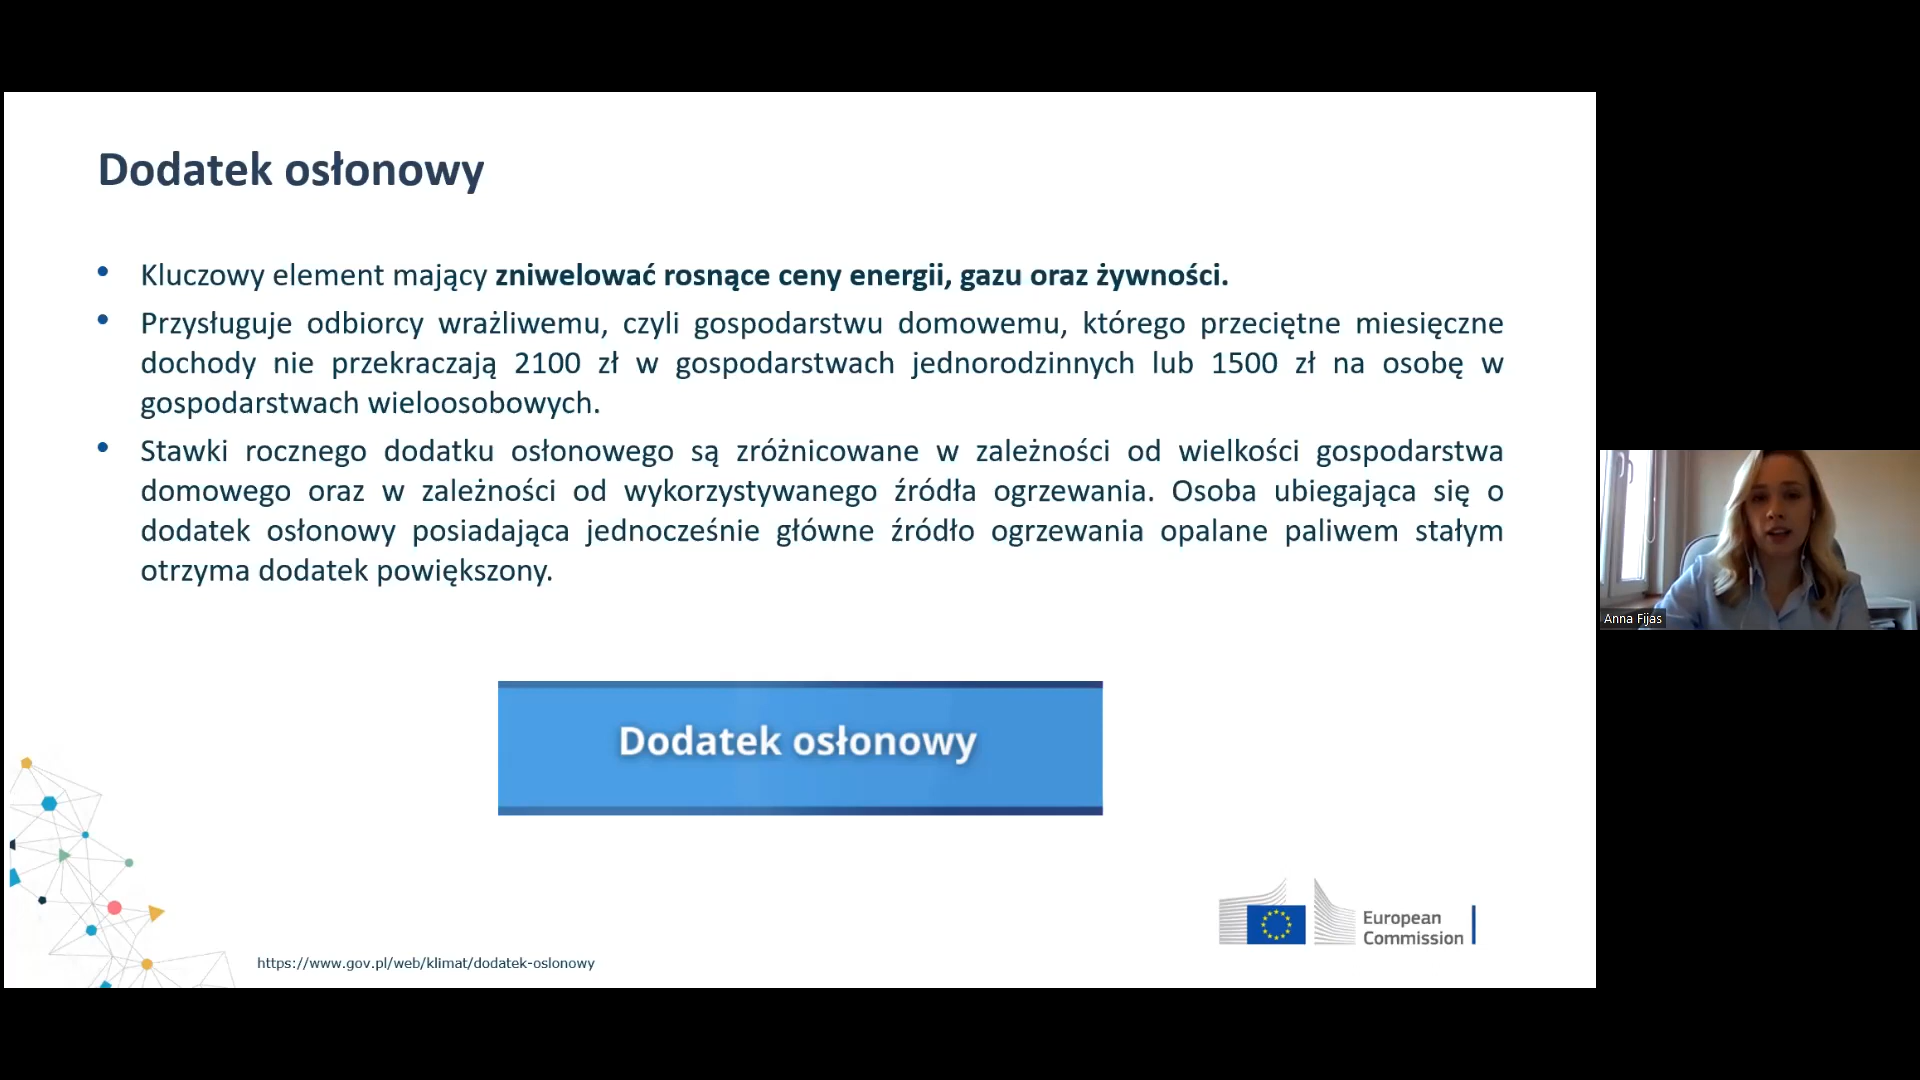 Dodatek osłonowy
• Kluczowy element mający zniwelować rosnące ceny energii, gazu oraz żywności.
• Przysługuje odbiorcy wrażliwemu, czyli gospodarstwu domowemu, którego przeciętne miesięczne
dochody nie przekraczają 2100 zł w gospodarstwach jednorodzinnych lub 1500 zł na osobę w
gospodarstwach wieloosobowych.
• Stawki rocznego dodatku osłonowego są zróżnicowane w zależności od wielkości gospodarstwa
domowego oraz w zależności od wykorzystywanego źródła ogrzewania. Osoba ubiegająca się o
dodatek osłonowy posiadająca jednocześnie główne źródło ogrzewania opalane paliwem stałym
otrzyma dodatek powiększony.
Dodatek osłonowy
European
Commission
https://www.gov.pl/web/klimat/dodatek-oslonowy
Anna Fijas